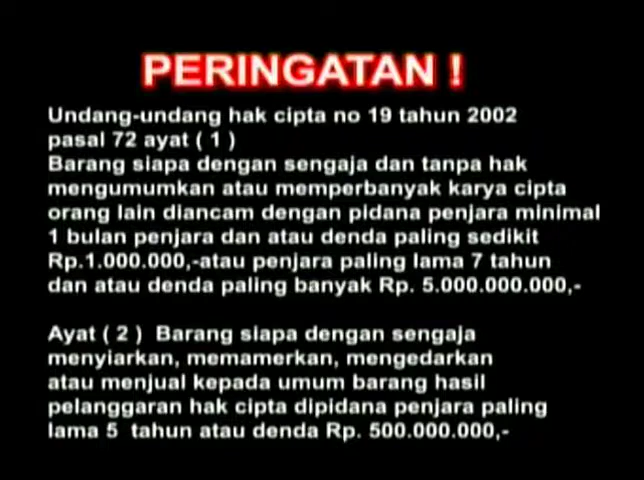 PERINGATAN !
Undang-undang hak cipta no 19 tahun 2002
pasal 72 ayat ( 1 )
Barang siapa dengan sengaja dan tanpa hak
mengumumkan atau memperbanyak karya cipta
orang lain diancam dengan pidana penjara minimal
1 bulan penjara dan atau denda paling sedikit
Rp.1.000.000,-atau penjara paling lama 7 tahun
dan atau denda paling banyak Rp. 5.000.000.000,-
Ayat ( 2 ) Barang siapa dengan sengaja
menyiarkan, memamerkan, mengedarkan
atau menjual kepada umum barang hasil
pelanggaran hak cipta dipidana penjara paling
lama 5 tahun atau denda Rp. 500.000.000,-